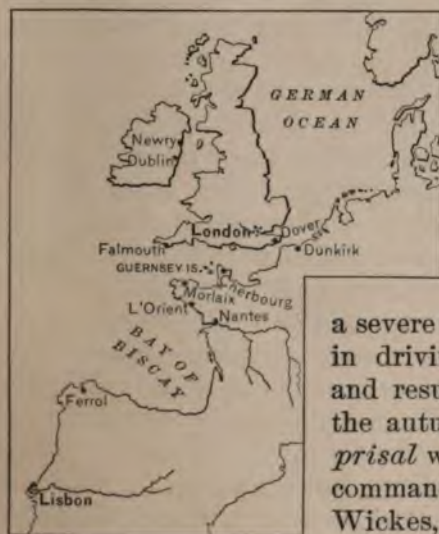 GERMAN
OCEAN
Newry
Dublin
London
Dover
Falmouth
Dunkirk
GUERNSEY IS.
herbourg
Morlaix
L'Orient
Nantes
BAY OF
BISCAY
Ferrol
Lisbon
a severe
in drivi
and resu
the autu
prisal w
comman
Wickes,